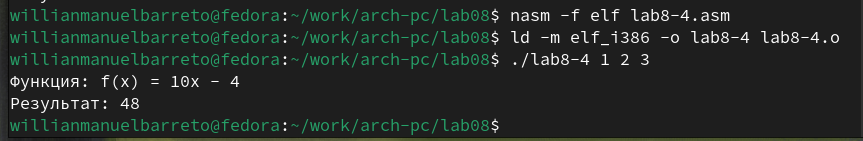 willianmanuelbarreto@fedora:~/work/arch-pc/lab08$ nasm -f elf lab8-4.asm
willianmanuelbarreto@fedora:~/work/arch-pc/lab08$ ld -m elf_i386 -o lab8-4 lab8-4.o
willianmanuelbarreto@fedora:~/work/arch-pc/lab08$ ./lab8-4 1 2 3
Функция: f(x) = 10x - 4
Результат: 48
willianmanuelbarreto@fedora:~/work/arch-pc/lab08$